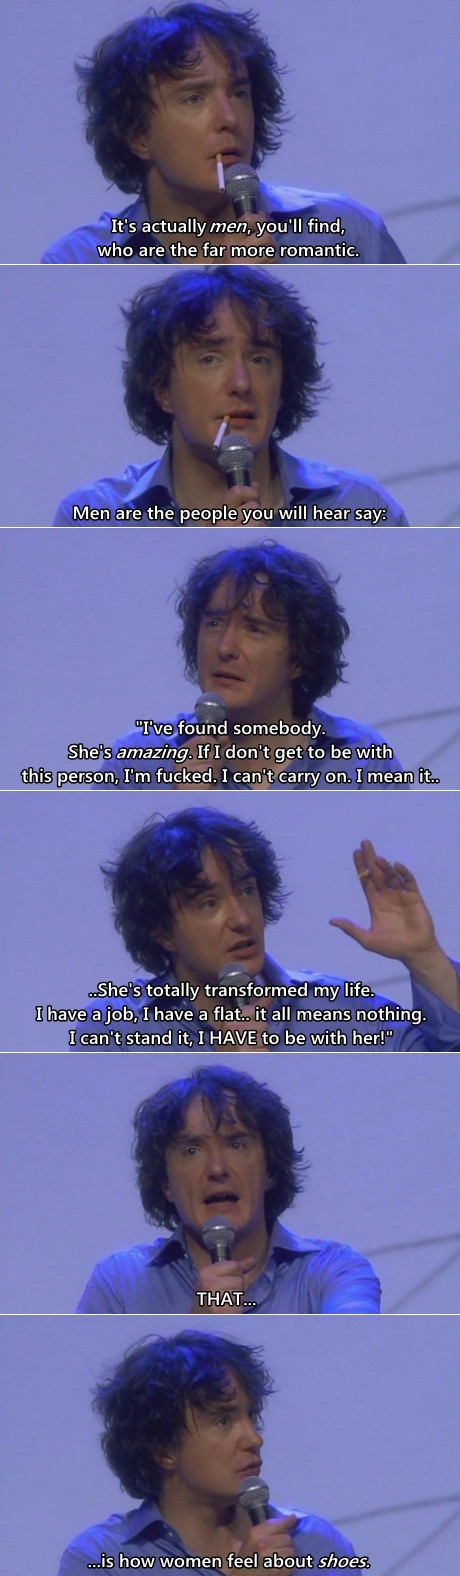 It's actually men, you'll find,
who are the far more romantic.
Men are the people you will hear say:
"I've found somebody.
She's amazing. If I don't get to be with
this person, I'm fucked. I can't carry on. I mean it..
..She's totally transformed my life.
I have a job, I have a flat.. it all means nothing.
I can't stand it, I HAVE to be with her!"
THAT...
...is how women feel about shoes.